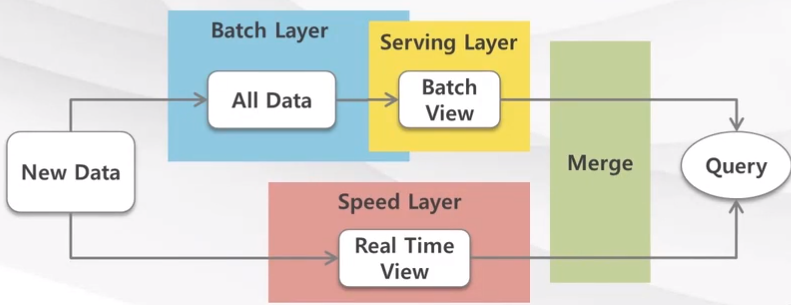 Batch Layer
Serving Layer
All Data
Batch
View
New Data
Merge
Query
Speed Layer
Real Time
View